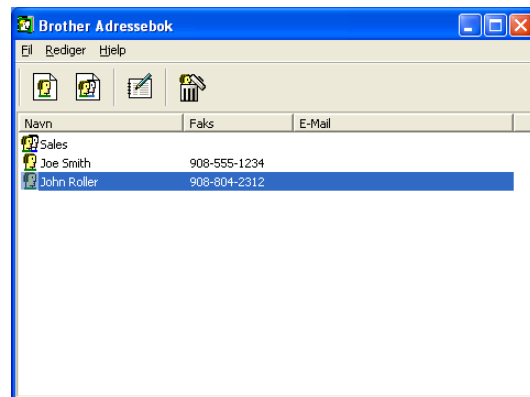 Brother Adressebok
Fil Rediger Hjelp
Navn Faks E-Mail
Sales
Joe Smith 908-555-1234
John Roller 908-804-2312